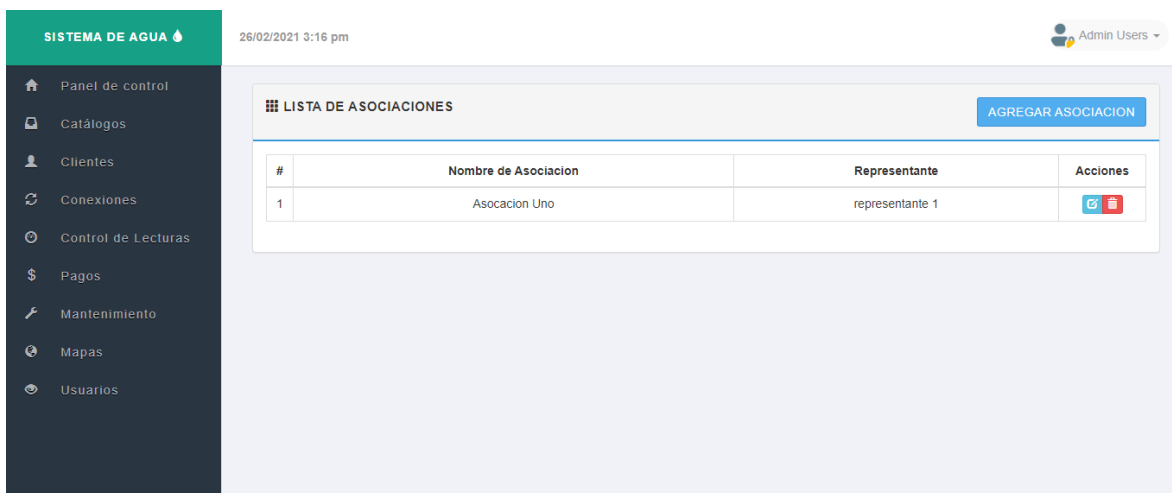 SISTEMA DE AGUA
26/02/2021 3:16 pm
Admin Users
Panel de control
Catálogos
Clientes
Conexiones
Control de Lecturas
Pagos
Mantenimiento
Mapas
Usuarios
LISTA DE ASOCIACIONES
AGREGAR ASOCIACION
# Nombre de Asociacion Representante Acciones
1 Asocacion Uno representante 1